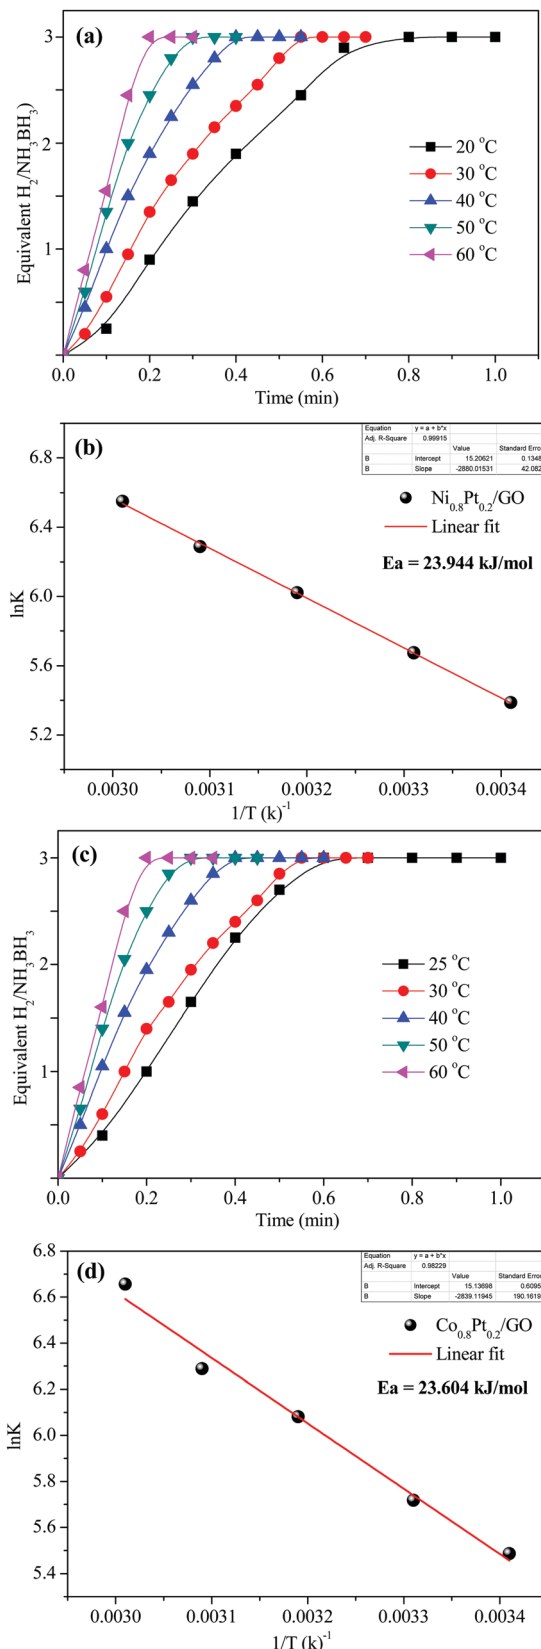 (a)
Equivalent H₂/NH₃BH₃)
3
2
1
20 °C
30 °C
40 °C
50 °C
60 °C
0.0 0.2 0.4 0.6 0.8 1.0
Time (min)
(b)
Equation y = a + b*x
Adj. R-Square 0.99915
Value Standard Error
B Intercept 15.20621 0.1348
B Slope -2880.01531 42.082
lnK
6.8
6.4
6.0
5.6
5.2
Ni₀.₈Pt₀.₂/GO
Linear fit
Ea = 23.944 kJ/mol
0.0030 0.0031 0.0032 0.0033 0.0034
1/T (k)⁻¹
(c)
Equivalent H₂/NH₃BH₃)
3
2
1
25 °C
30 °C
40 °C
50 °C
60 °C
0.0 0.2 0.4 0.6 0.8 1.0
Time (min)
(d)
Equation y = a + b*x
Adj. R-Square 0.98229
Value Standard Error
B Intercept 15.13698 0.6095
B Slope -2839.11945 190.1619
lnK
6.8
6.6
6.4
6.2
6.0
5.8
5.6
5.4
Co₀.₈Pt₀.₂/GO
Linear fit
Ea = 23.604 kJ/mol
0.0030 0.0031 0.0032 0.0033 0.0034
1/T (k)⁻¹